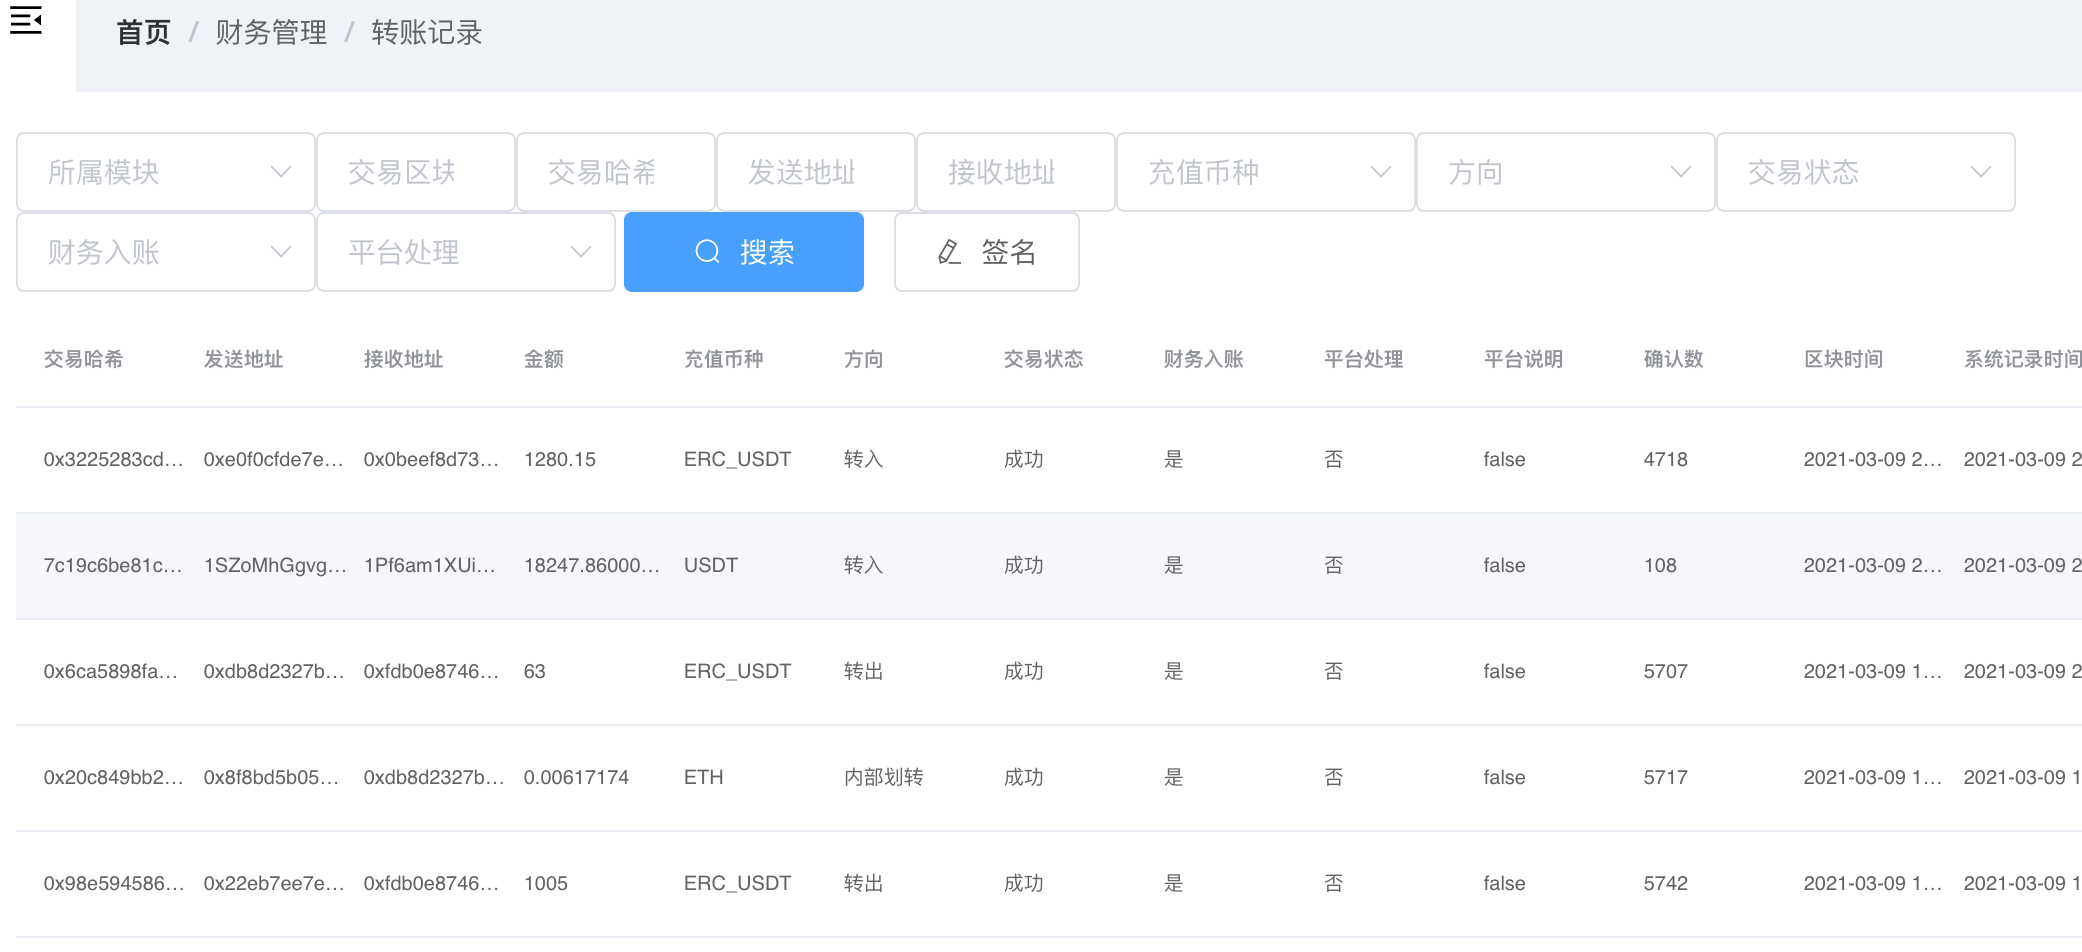 首页 / 财务管理 / 转账记录
所属模块 交易区块 交易哈希 发送地址 接收地址 充值币种 方向 交易状态
财务入账 平台处理 搜索 签名
交易哈希 发送地址 接收地址 金额 充值币种 方向 交易状态 财务入账 平台处理 平台说明 确认数 区块时间 系统记录时间
0x3225283cd... 0xe0f0cfde7e... 0x0beef8d73... 1280.15 ERC_USDT 转入 成功 是 否 false 4718 2021-03-09 2... 2021-03-09 2
7c19c6be81c... 1SZoMhGgvg... 1Pf6am1XUi... 18247.86000... USDT 转入 成功 是 否 false 108 2021-03-09 2... 2021-03-09 2
0x6ca5898fa... 0xdb8d2327b... 0xfdb0e8746... 63 ERC_USDT 转出 成功 是 否 false 5707 2021-03-09 1... 2021-03-09 2
0x20c849bb2... 0x8f8bd5b05... 0xdb8d2327b... 0.00617174 ETH 内部划转 成功 是 否 false 5717 2021-03-09 1... 2021-03-09 1
0x98e594586... 0x22eb7ee7e... 0xfdb0e8746... 1005 ERC_USDT 转出 成功 是 否 false 5742 2021-03-09 1... 2021-03-09 1